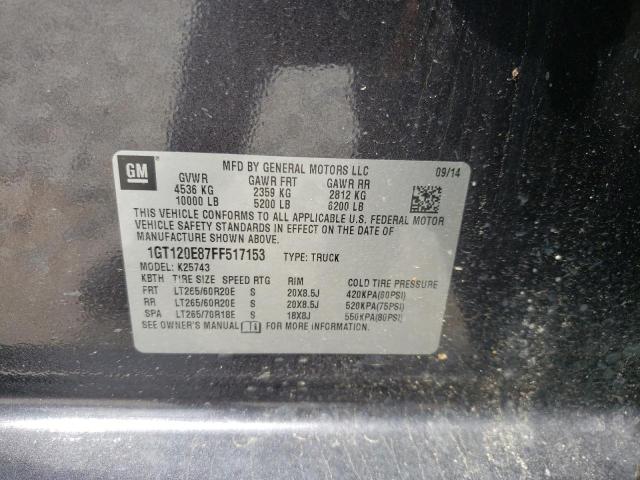 GM
MFD BY GENERAL MOTORS LLC
09/14
GVWR GAWR FRT GAWR RR
4536 KG 2359 KG 2812 KG
10000 LB 5200 LB 6200 LB
THIS VEHICLE CONFORMS TO ALL APPLICABLE U.S. FEDERAL MOTOR
VEHICLE SAFETY STANDARDS IN EFFECT ON THE DATE OF
MANUFACTURE SHOWN ABOVE.
1GT120E87FF517153 TYPE: TRUCK
MODEL: K25743
KBTH TIRE SIZE SPEED RTG RIM COLD TIRE PRESSURE
FRT LT265/60R20E S 20X8.5J 420KPA(60PSI)
RR LT265/60R20E S 20X8.5J 520KPA(75PSI)
SPA LT265/70R18E S 18X8J 550KPA(80PSI)
SEE OWNER'S MANUAL FOR MORE INFORMATION.